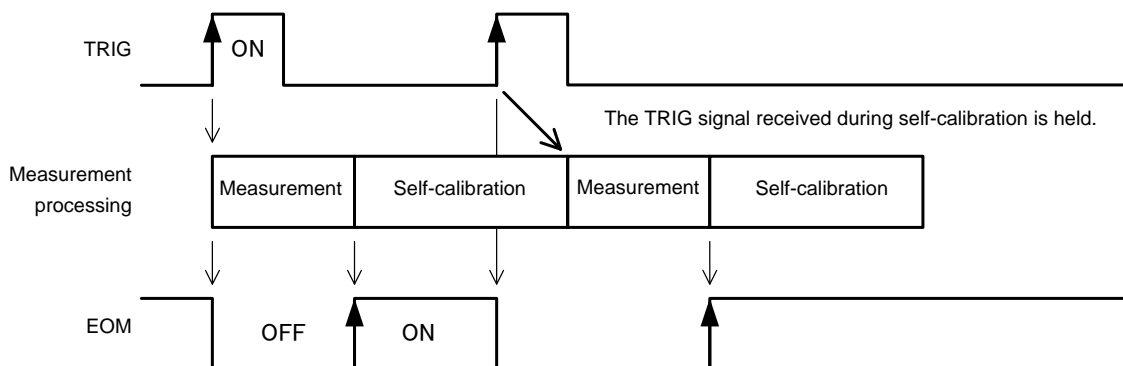 TRIG
ON
The TRIG signal received during self-calibration is held.
Measurement
processing
Measurement
Self-calibration
Measurement
Self-calibration
EOM
OFF
ON